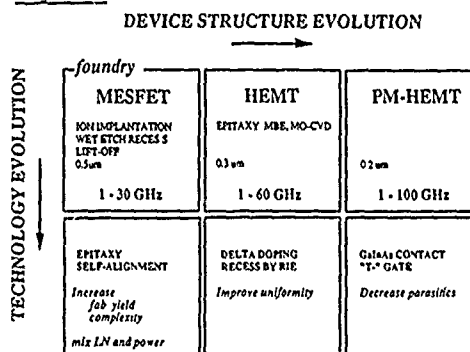 DEVICE STRUCTURE EVOLUTION
TECHNOLOGY EVOLUTION
foundry
MESFET
ION IMPLANTATION
WET ETCH RECESS
LIFT-OFF
0.5um
1 - 30 GHz
HEMT
EPITAXY MBE, MO-CVD
0.3 um
1 - 60 GHz
PM-HEMT
0.2 um
1 - 100 GHz
EPITAXY
SELF-ALIGNMENT
Increase
fab yield
complexity
mix LN and power
DELTA DOPING
RECESS BY RIE
Improve uniformity
GaInAs CONTACT
"T-" GATE
Decrease parasitics